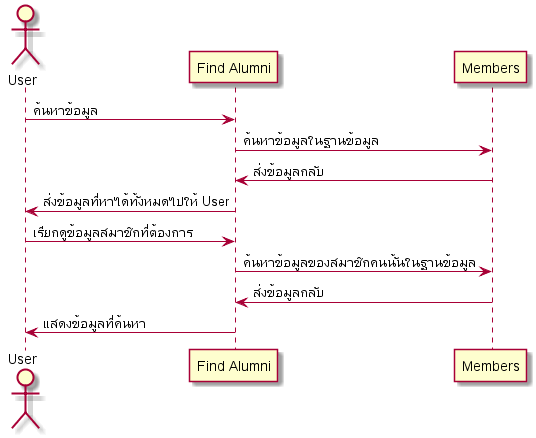 User
Find Alumni
Members
ค้นหาข้อมูล
ค้นหาข้อมูลในฐานข้อมูล
ส่งข้อมูลกลับ
ส่งข้อมูลที่หาได้ทั้งหมดไปให้ User
เรียกดูข้อมูลสมาชิกที่ต้องการ
ค้นหาข้อมูลของสมาชิกคนนั้นในฐานข้อมูล
ส่งข้อมูลกลับ
แสดงข้อมูลที่ค้นหา
User
Find Alumni
Members